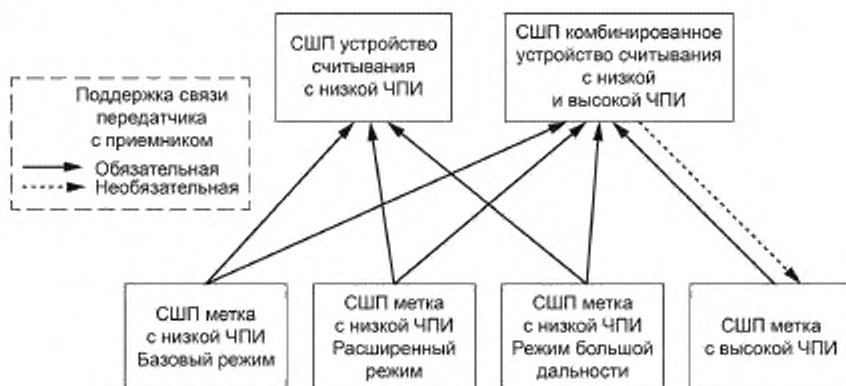 СШП устройство
считывания
с низкой ЧПИ
СШП комбинированное
устройство считывания
с низкой
и высокой ЧПИ
Поддержка связи
передатчика
с приемником
Обязательная
Необязательная
СШП метка
с низкой ЧПИ
Базовый режим
СШП метка
с низкой ЧПИ
Расширенный
режим
СШП метка
с низкой ЧПИ
Режим большой
дальности
СШП метка
с высокой ЧПИ